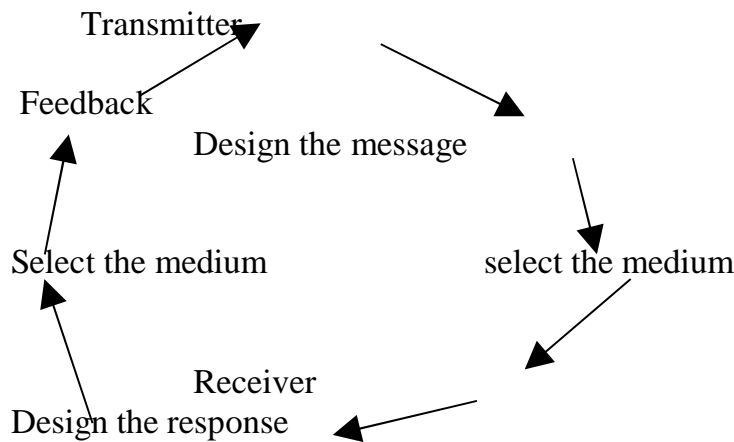 Transmitter
Feedback
Design the message
Select the medium select the medium
Receiver
Design the response